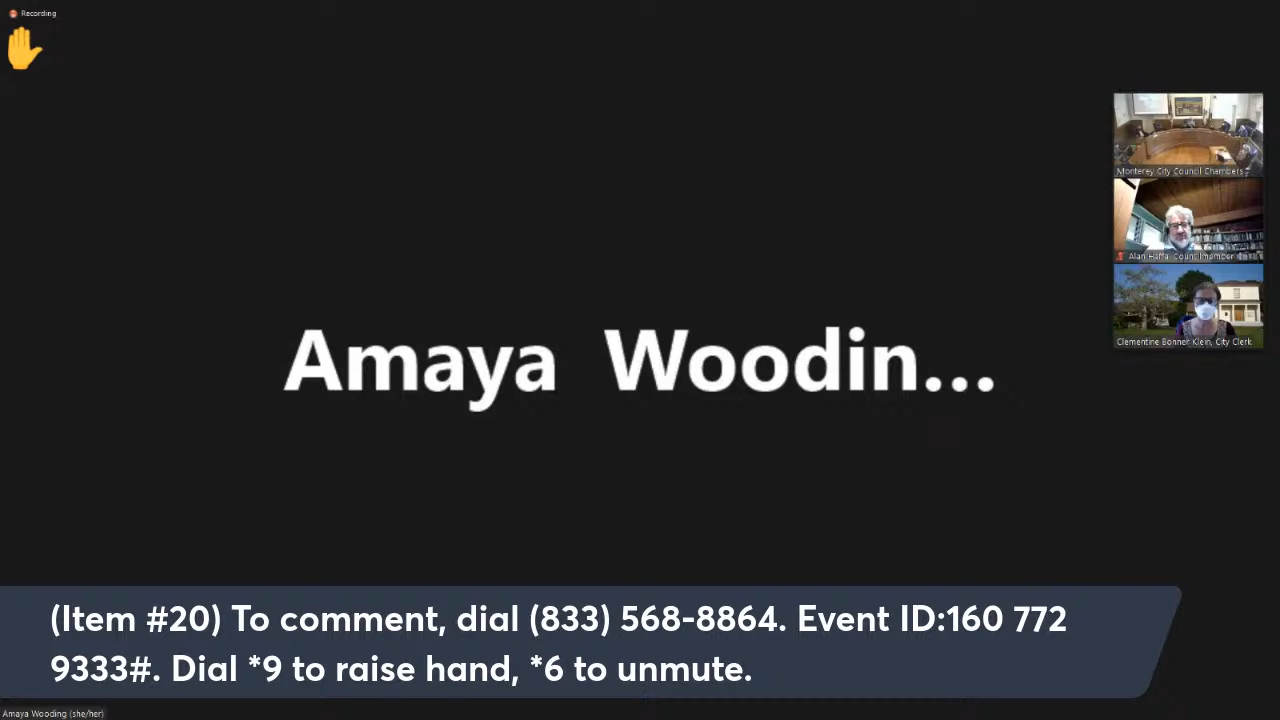 Recording
Monterey City Council Chambers
Alan Haffa, Councilmember
Clementine Bonner Klein, City Clerk
Amaya Woodin...
(Item #20) To comment, dial (833) 568-8864. Event ID:160 772
9333#. Dial *9 to raise hand, *6 to unmute.
Amaya Wooding (she/her)